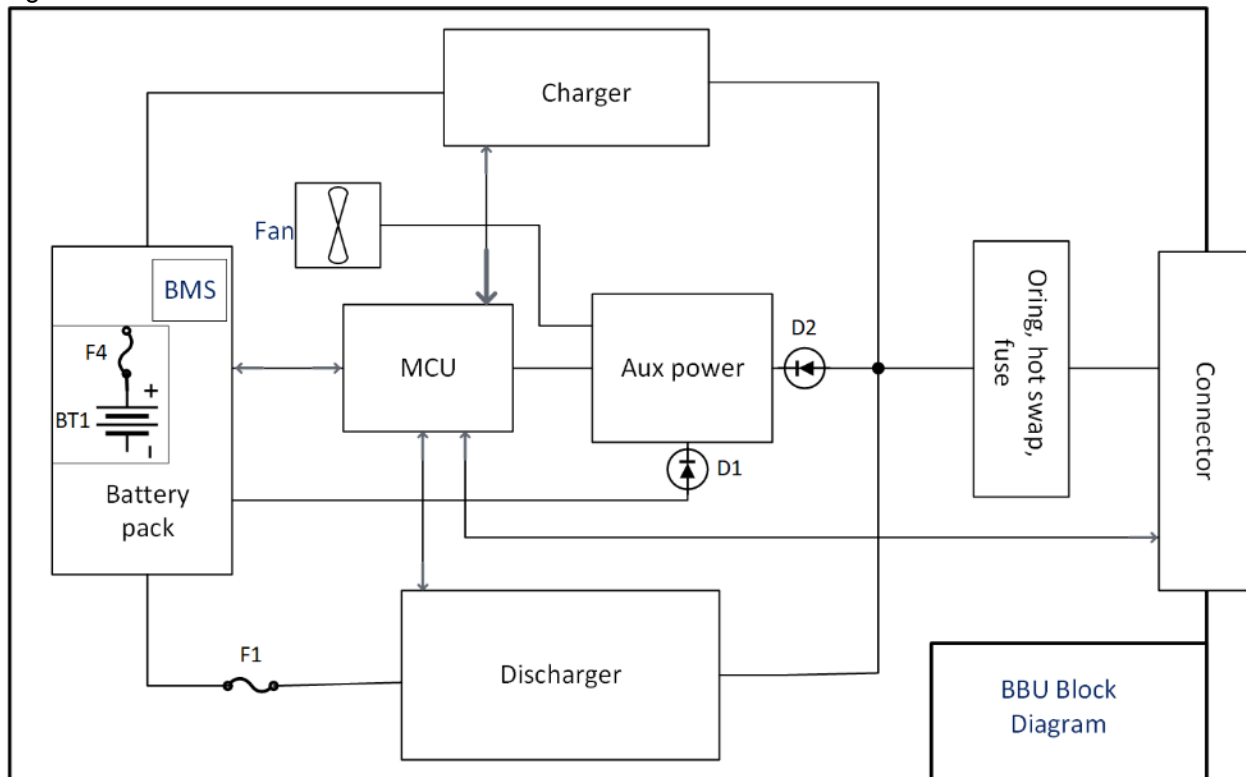 Charger
Fan
BMS
F4
+
BT1
-
Battery
pack
MCU
Aux power
D2
D1
Oring, hot swap,
fuse
Connector
F1
Discharger
BBU Block
Diagram